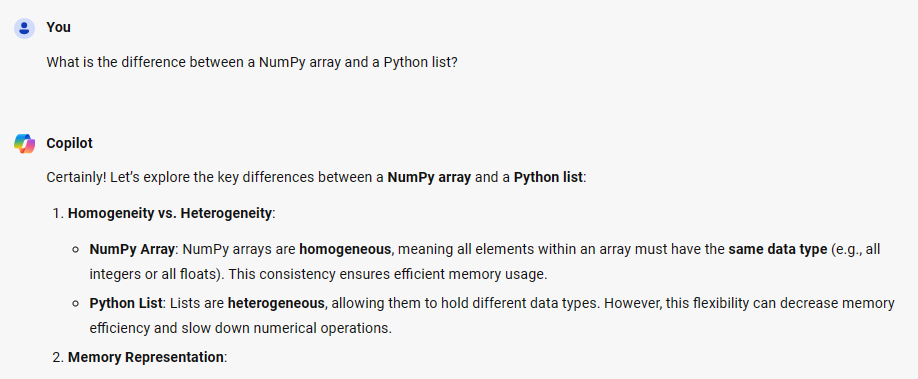 You
What is the difference between a NumPy array and a Python list?
Copilot
Certainly! Let’s explore the key differences between a NumPy array and a Python list:
1. Homogeneity vs. Heterogeneity:
○ NumPy Array: NumPy arrays are homogeneous, meaning all elements within an array must have the same data type (e.g., all
integers or all floats). This consistency ensures efficient memory usage.
○ Python List: Lists are heterogeneous, allowing them to hold different data types. However, this flexibility can decrease memory
efficiency and slow down numerical operations.
2. Memory Representation: